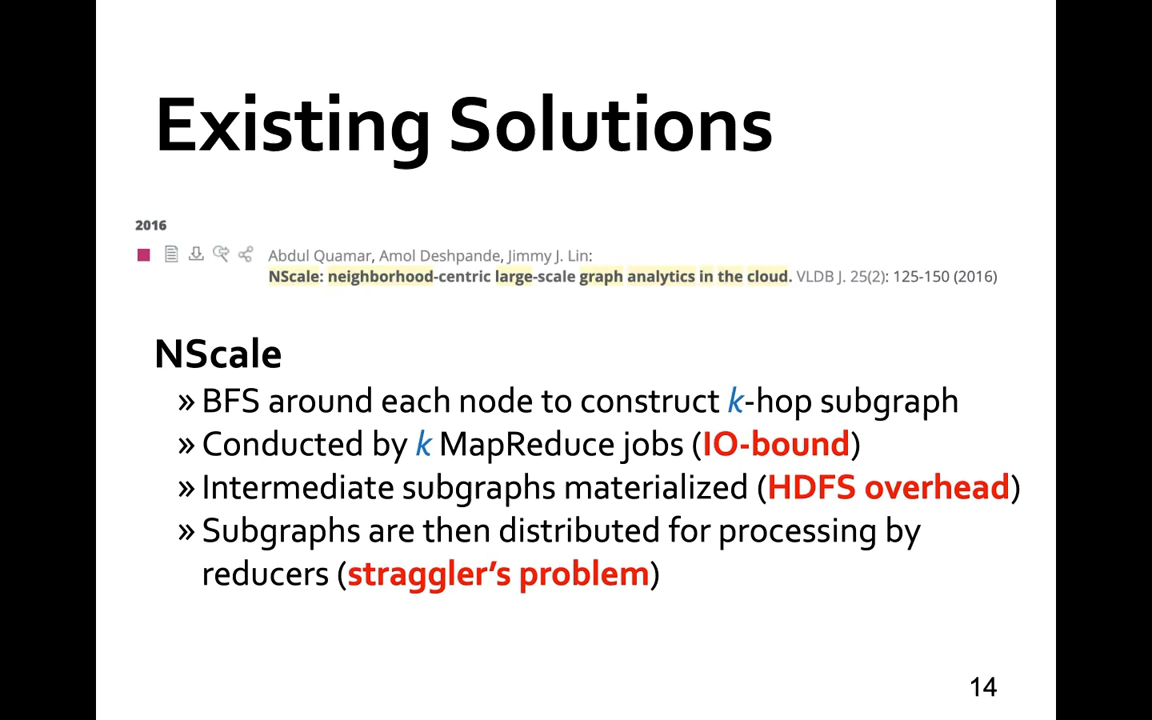 Existing Solutions
2016
Abdul Quamar, Amol Deshpande, Jimmy J. Lin:
NScale: neighborhood-centric large-scale graph analytics in the cloud. VLDB J. 25(2): 125-150 (2016)
NScale
» BFS around each node to construct k-hop subgraph
» Conducted by k MapReduce jobs (IO-bound)
» Intermediate subgraphs materialized (HDFS overhead)
» Subgraphs are then distributed for processing by
reducers (straggler’s problem)
14